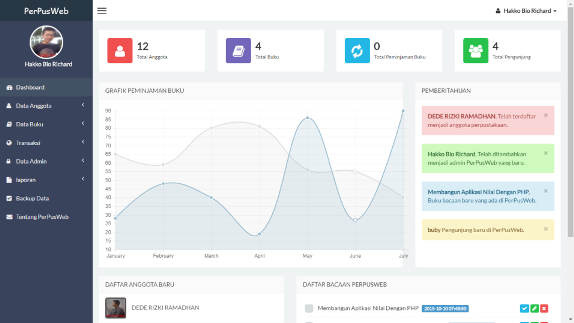 PerPusWeb
Hakko Bio Richard
Hakko Bio Richard
Dashboard
Data Anggota
Data Buku
Transaksi
Data Admin
laporan
Backup Data
Tentang PerPusWeb
12
Total Anggota
4
Total Buku
0
Total Peminjaman Buku
4
Total Pengunjung
GRAFIK PEMINJAMAN BUKU
90
85
80
75
70
65
60
55
50
45
40
35
30
25
20
15
10
January February March April May June July
PEMBERITAHUAN
DEDE RIZKI RAMADHAN, Telah terdaftar
menjadi anggota perpustakaan.
Hakko Bio Richard, Telah ditambahkan
menjadi admin PerPusWeb yang baru.
Membangun Aplikasi Nilai Dengan PHP,
Buku bacaan baru yang ada di PerPusWeb.
buby Pengunjung baru di PerPusWeb.
DAFTAR ANGGOTA BARU
DEDE RIZKI RAMADHAN
DAFTAR BACAAN PERPUSWEB
Membangun Aplikasi Nilai Dengan PHP